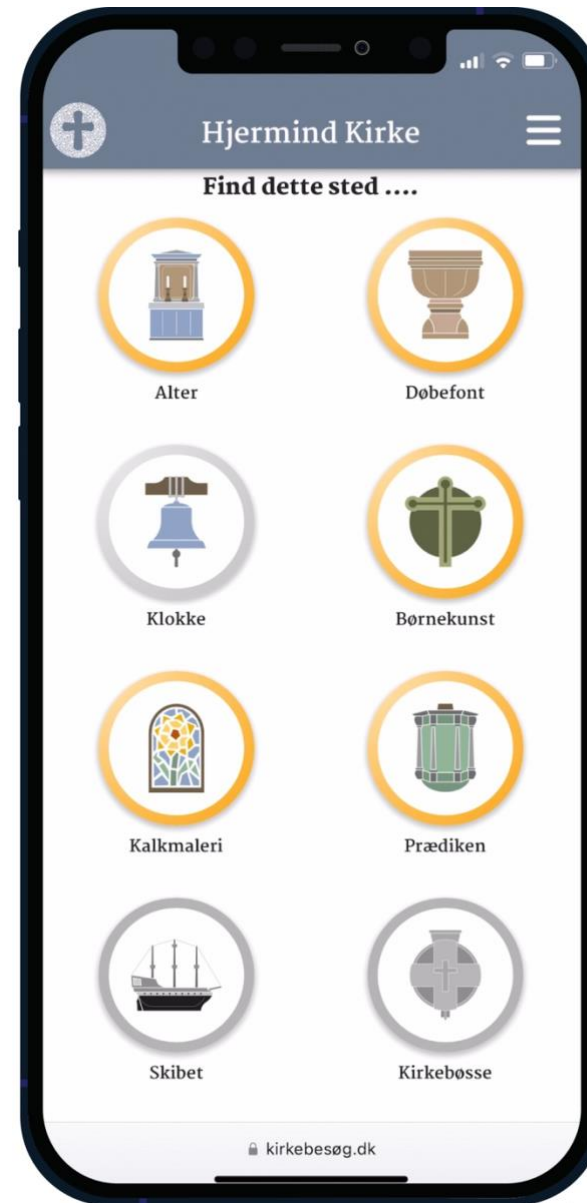 Hjermind Kirke
Find dette sted ....
Alter
Døbefont
Klokke
Børnekunst
Kalkmaleri
Prædiken
Skibet
Kirkebøsse
kirkebesøg.dk